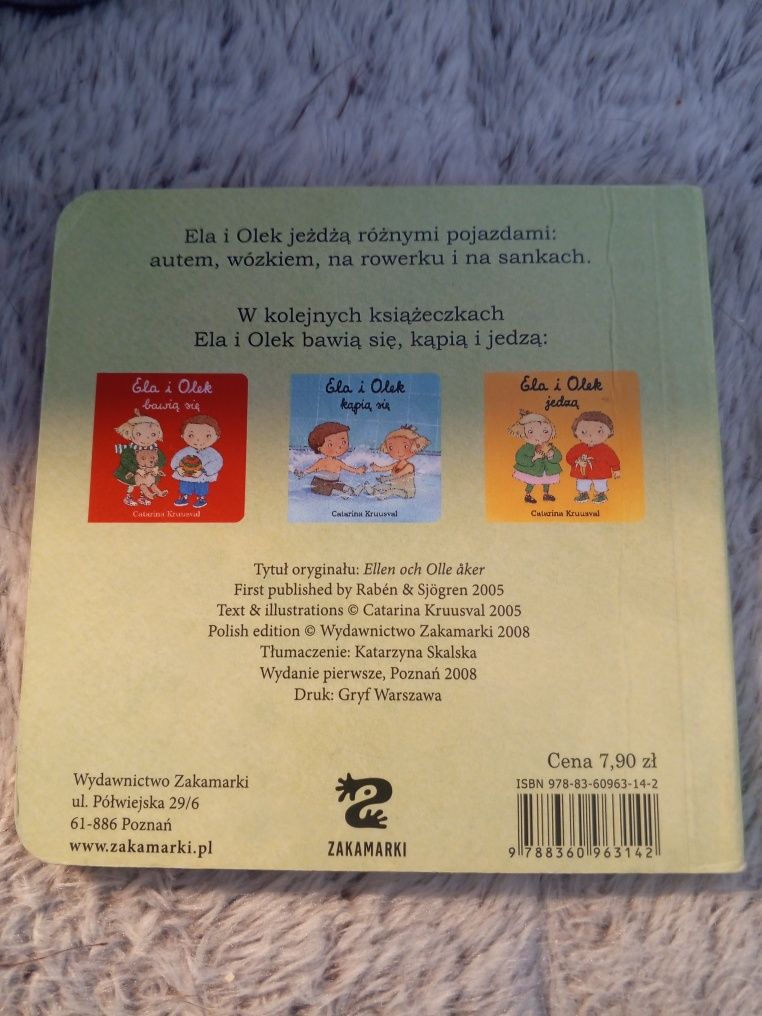 Ela i Olek jeżdżą różnymi pojazdami:
autem, wózkiem, na rowerku i na sankach.
W kolejnych książeczkach
Ela i Olek bawią się, kąpią i jedzą:
Ela i Olek
bawią się
Catarina Kruusval
Ela i Olek
kąpią się
Catarina Kruusval
Ela i Olek
jedzą
Catarina Kruusval
Tytuł oryginału: Ellen och Olle åker
First published by Rabén & Sjögren 2005
Text & illustrations © Catarina Kruusval 2005
Polish edition © Wydawnictwo Zakamarki 2008
Tłumaczenie: Katarzyna Skalska
Wydanie pierwsze, Poznań 2008
Druk: Gryf Warszawa
Wydawnictwo Zakamarki
ul. Półwiejska 29/6
61-886 Poznań
www.zakamarki.pl
ZAKAMARKI
Cena 7,90 zł
ISBN 978-83-60963-14-2
9 788360 963142